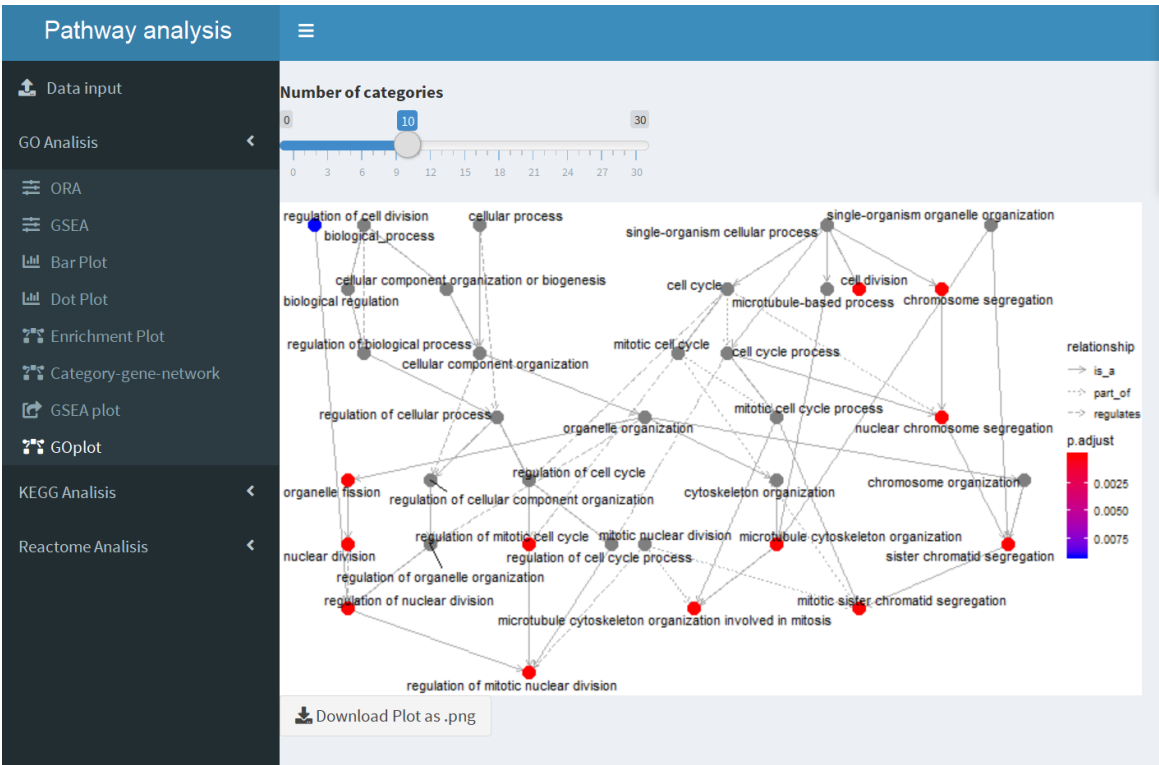 Pathway analysis
Data input
GO Analisis
ORA
GSEA
Bar Plot
Dot Plot
Enrichment Plot
Category-gene-network
GSEA plot
GOplot
KEGG Analisis
Reactome Analisis
Number of categories
0 10 30
0 3 6 9 12 15 18 21 24 27 30
regulation of cell division cellular process single-organism organelle organization
biological_process single-organism cellular process
cellular component organization or biogenesis cell cycle cell division
biological regulation microtubule-based process chromosome segregation
regulation of biological process mitotic cell cycle cell cycle process
cellular component organization
regulation of cellular process organelle organization mitotic cell cycle process nuclear chromosome segregation
organelle fission regulation of cell cycle cytoskeleton organization chromosome organization
regulation of cellular component organization
nuclear division regulation of mitotic cell cycle mitotic nuclear division microtubule cytoskeleton organization
regulation of cell cycle process sister chromatid segregation
regulation of organelle organization
regulation of nuclear division mitotic sister chromatid segregation
microtubule cytoskeleton organization involved in mitosis
regulation of mitotic nuclear division
relationship
is_a
part_of
regulates
p.adjust
0.0025
0.0050
0.0075
Download Plot as .png